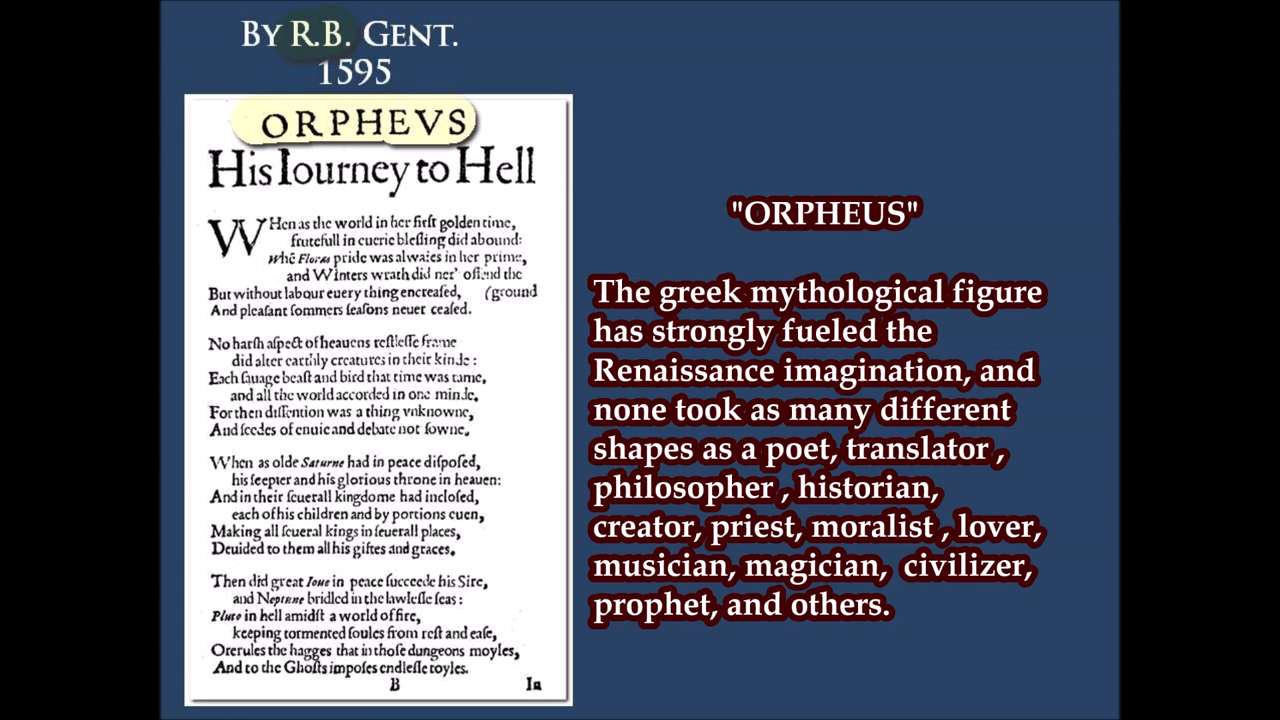 BY R.B. GENT.
1595
ORPHEVS
His Iourney to Hell
WHen as the world in her first golden time,
frutefull in euerie blessing did abound:
Whē Floras pride was alwaies in her prime,
and Winters wrath did ner' offend the
But without labour euery thing encreased, (ground
And pleasant sommers seasons neuer ceased.
No harsh aspect of heauens restlesse frame
did alter earthly creatures in their kinde :
Each sauage beast and bird that time was tame,
and all the world accorded in one minde,
For then dissention was a thing vnknowne,
And seedes of enuie and debate not sowne,
When as olde Saturne had in peace disposed,
his scepter and his glorious throne in heauen:
And in their seuerall kingdome had inclosed,
each of his children and by portions euen,
Making all seueral kings in seuerall places,
Deuided to them all his giftes and graces,
Then did great Ioue in peace succeede his Sire,
and Neptune bridled in the lawlesse seas :
Pluto in hell amidst a world of fire,
keeping tormented soules from rest and ease,
Orerules the hagges that in those dungeons moyles,
And to the Ghosts imposes endlesse toyles.
B In
"ORPHEUS"
The greek mythological figure
has strongly fueled the
Renaissance imagination, and
none took as many different
shapes as a poet, translator ,
philosopher , historian,
creator, priest, moralist , lover,
musician, magician, civilizer,
prophet, and others.